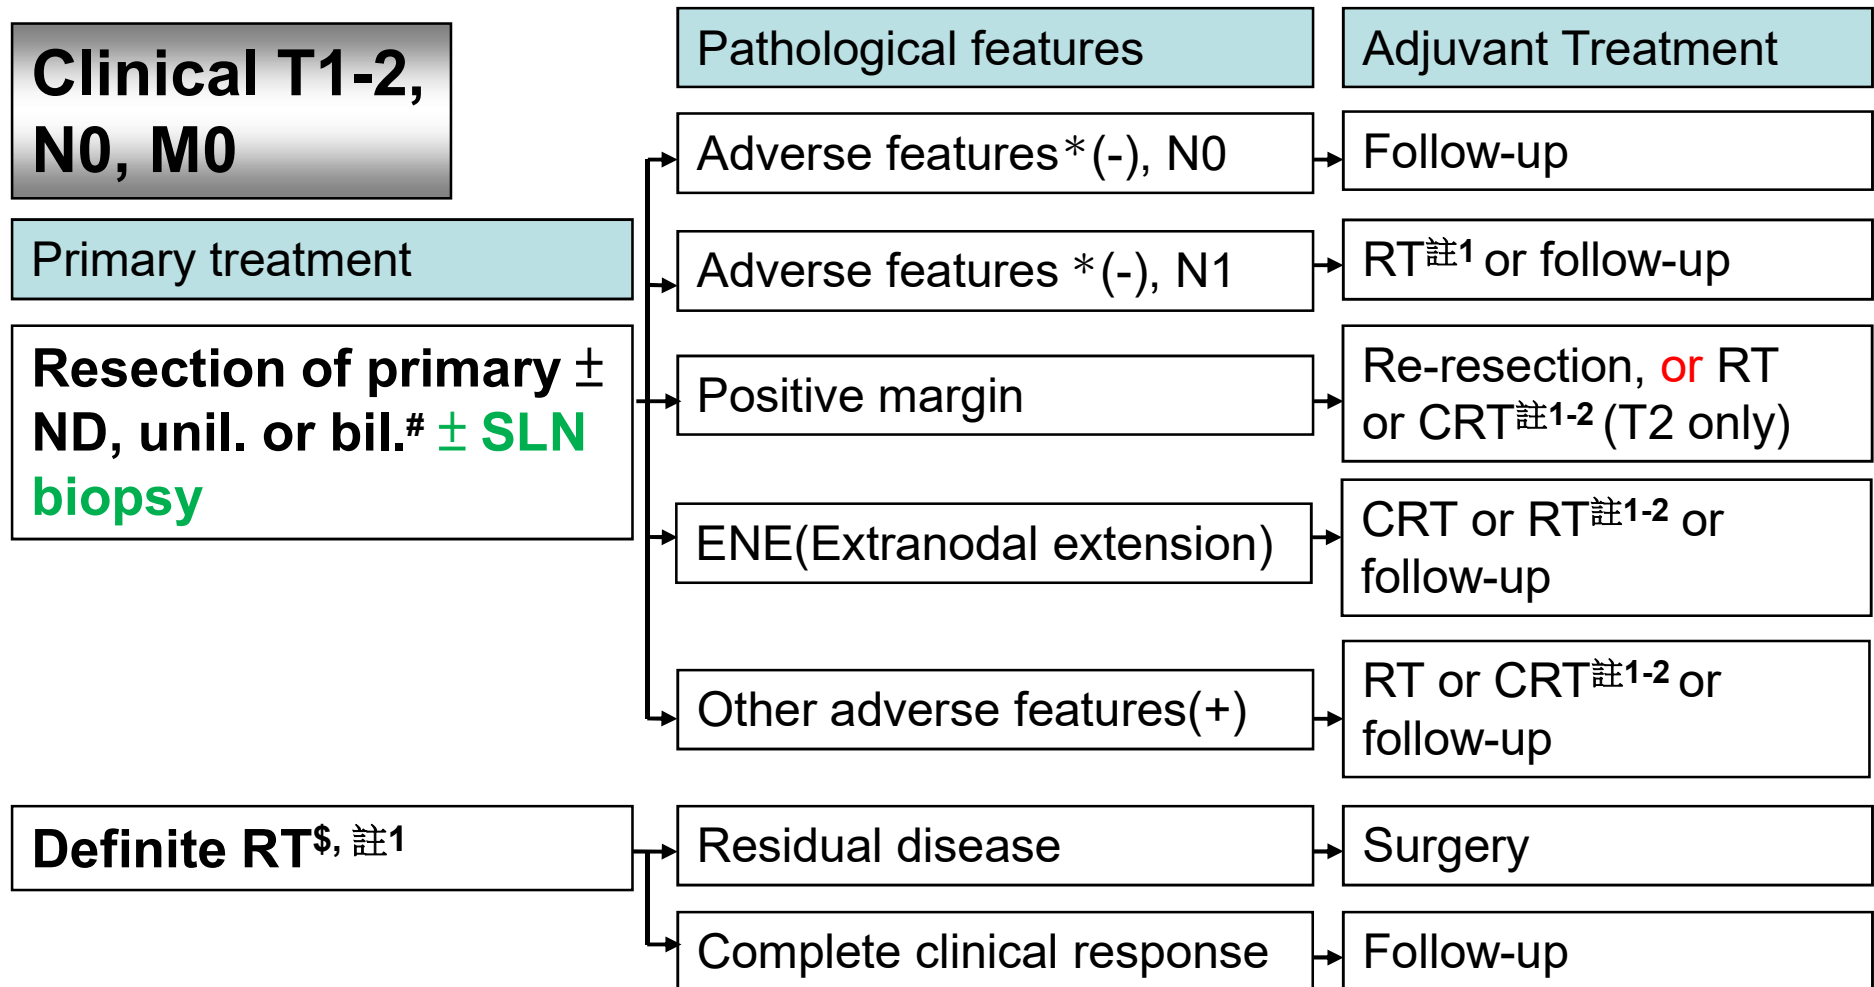 Clinical T1-2,
N0, M0
Primary treatment
Resection of primary ±
ND, unil. or bil.# ± SLN
biopsy
Definite RT$, 註1
Pathological features
Adjuvant Treatment
Adverse features*(-), N0
Follow-up
Adverse features *(-), N1
RT註1 or follow-up
Positive margin
Re-resection, or RT
or CRT註1-2 (T2 only)
ENE(Extranodal extension)
CRT or RT註1-2 or
follow-up
Other adverse features(+)
RT or CRT註1-2 or
follow-up
Residual disease
Surgery
Complete clinical response
Follow-up